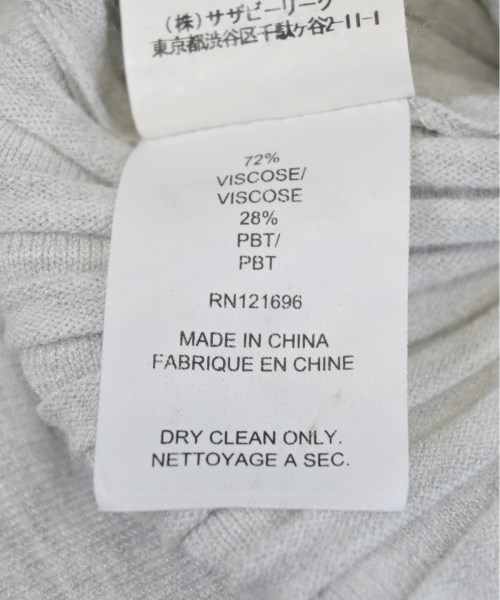 (株)サザビーリーグ
東京都渋谷区千駄ヶ谷2-11-1
72%
VISCOSE/
VISCOSE
28%
PBT/
PBT
RN121696
MADE IN CHINA
FABRIQUE EN CHINE
DRY CLEAN ONLY.
NETTOYAGE A SEC.